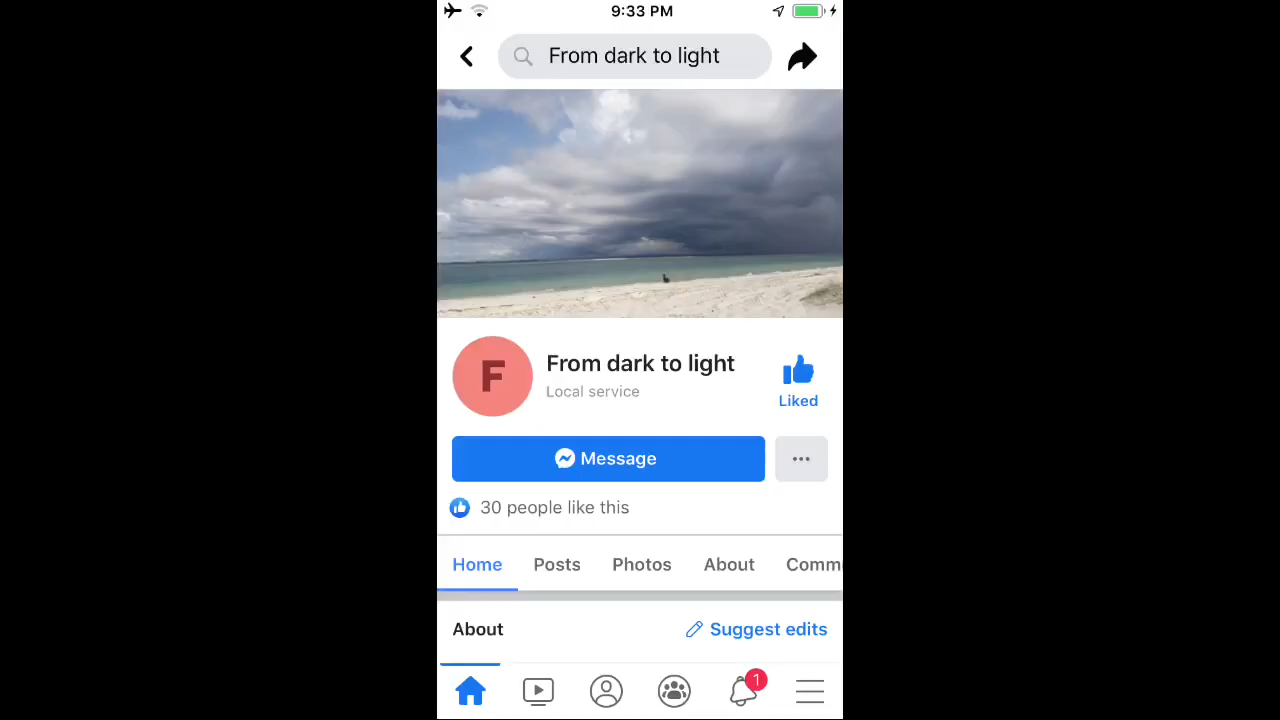 9:33 PM
From dark to light
F
From dark to light
Local service
Liked
Message
30 people like this
Home Posts Photos About Comm
About
Suggest edits
1